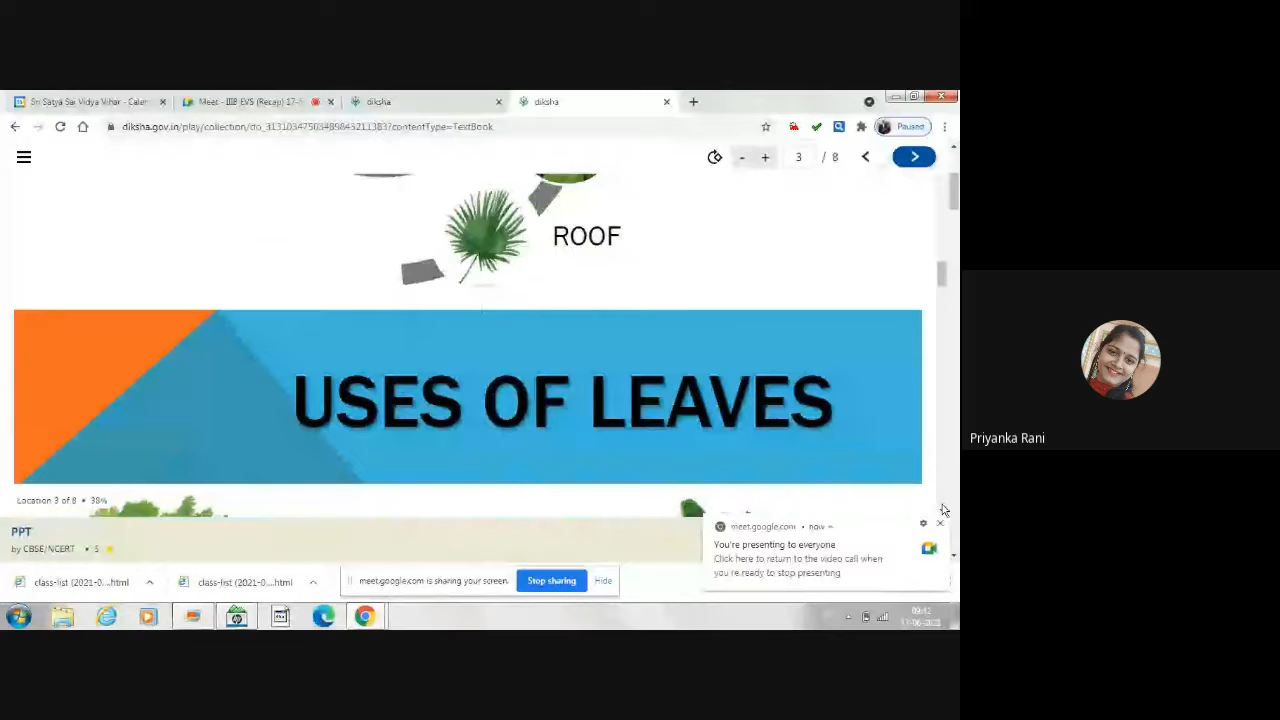 Sri Satya Sai Vidya Vihar - Calen
Meet - IIIB EVS (Recap) 17-
diksha
diksha
diksha.gov.in/play/collection/do_31310347503489843211383?contentType=TextBook
Paused
3 / 8
ROOF
USES OF LEAVES
Location 3 of 8 • 38%
PPT
by CBSE/NCERT • 5
meet.google.com • now
You're presenting to everyone
Click here to return to the video call when
you're ready to stop presenting
class-list (2021-0....html
class-list (2021-0....html
meet.google.com is sharing your screen.
Stop sharing
Hide
Priyanka Rani